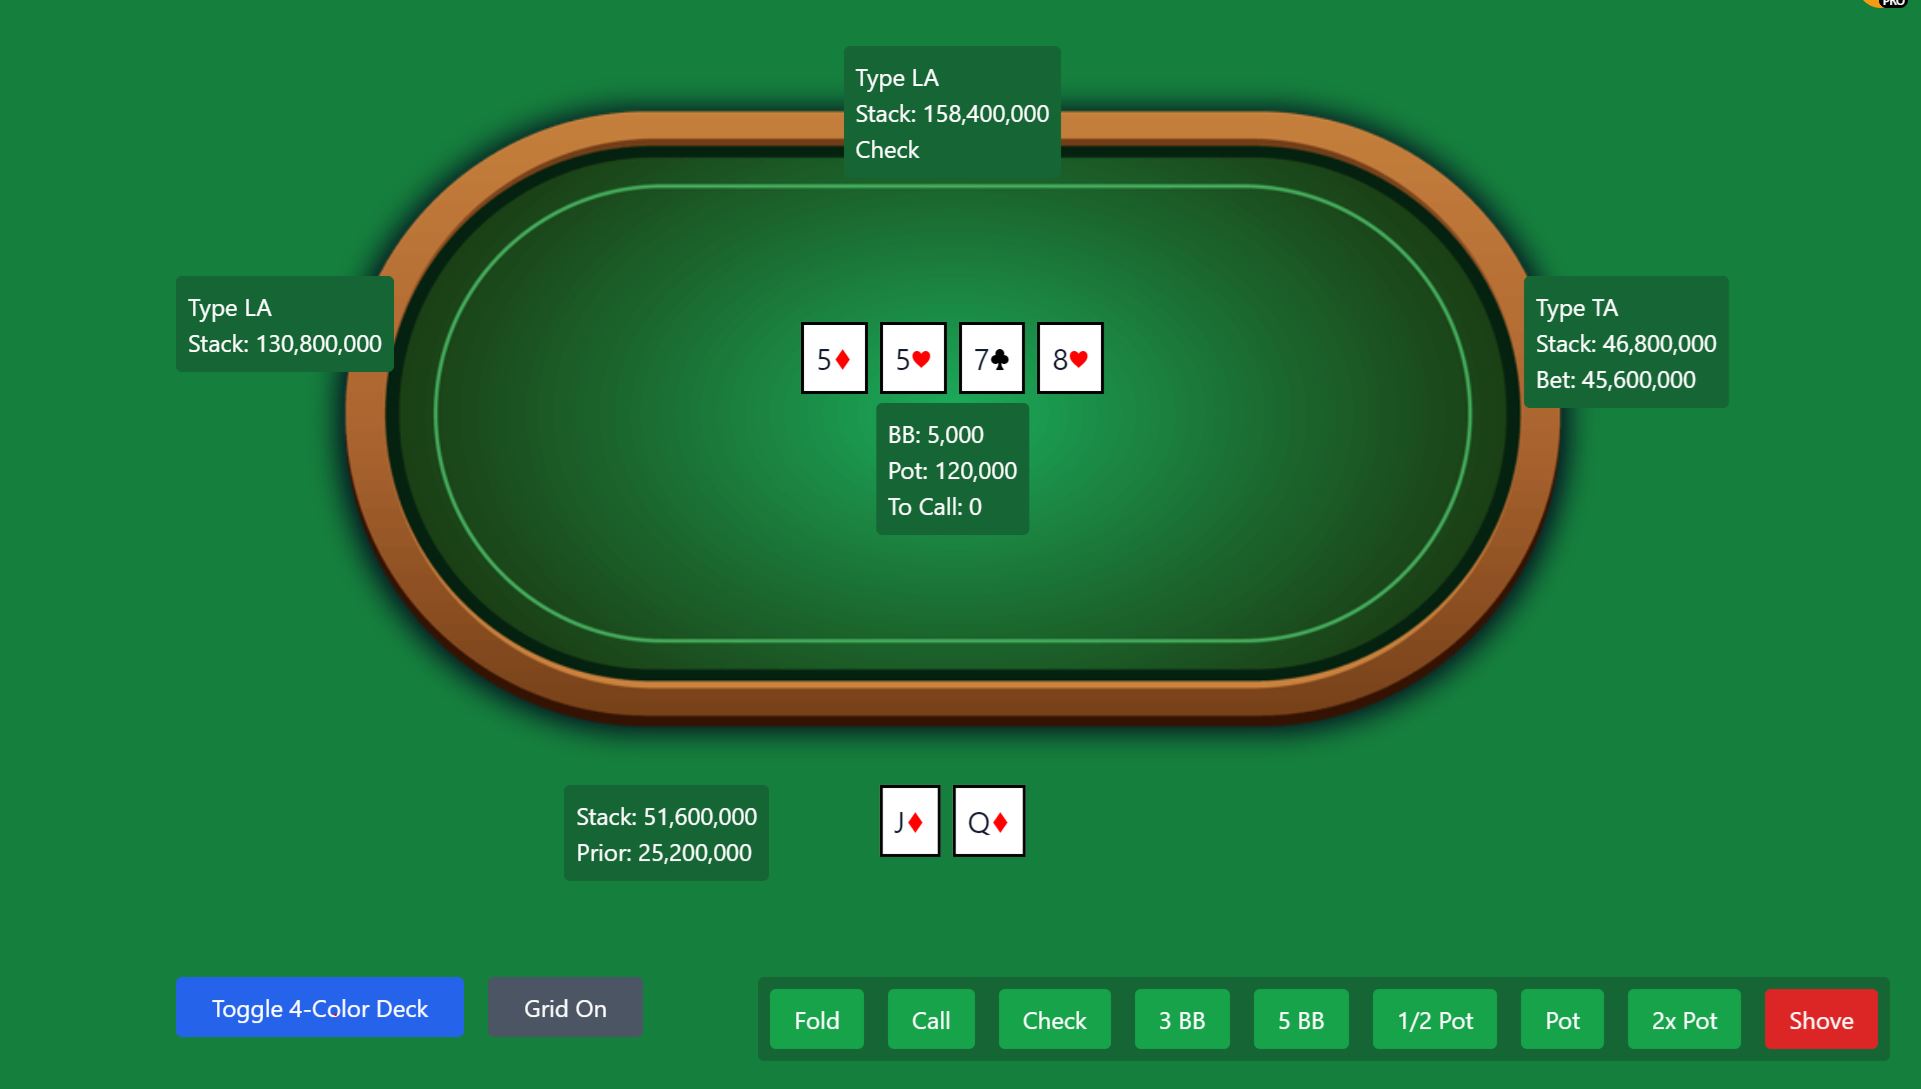 PRO
Type LA
Stack: 158,400,000
Check
Type LA
Stack: 130,800,000
Type TA
Stack: 46,800,000
Bet: 45,600,000
5♦ 5♥ 7♣ 8♥
BB: 5,000
Pot: 120,000
To Call: 0
Stack: 51,600,000
Prior: 25,200,000
J♦ Q♦
Toggle 4-Color Deck
Grid On
Fold
Call
Check
3 BB
5 BB
1/2 Pot
Pot
2x Pot
Shove